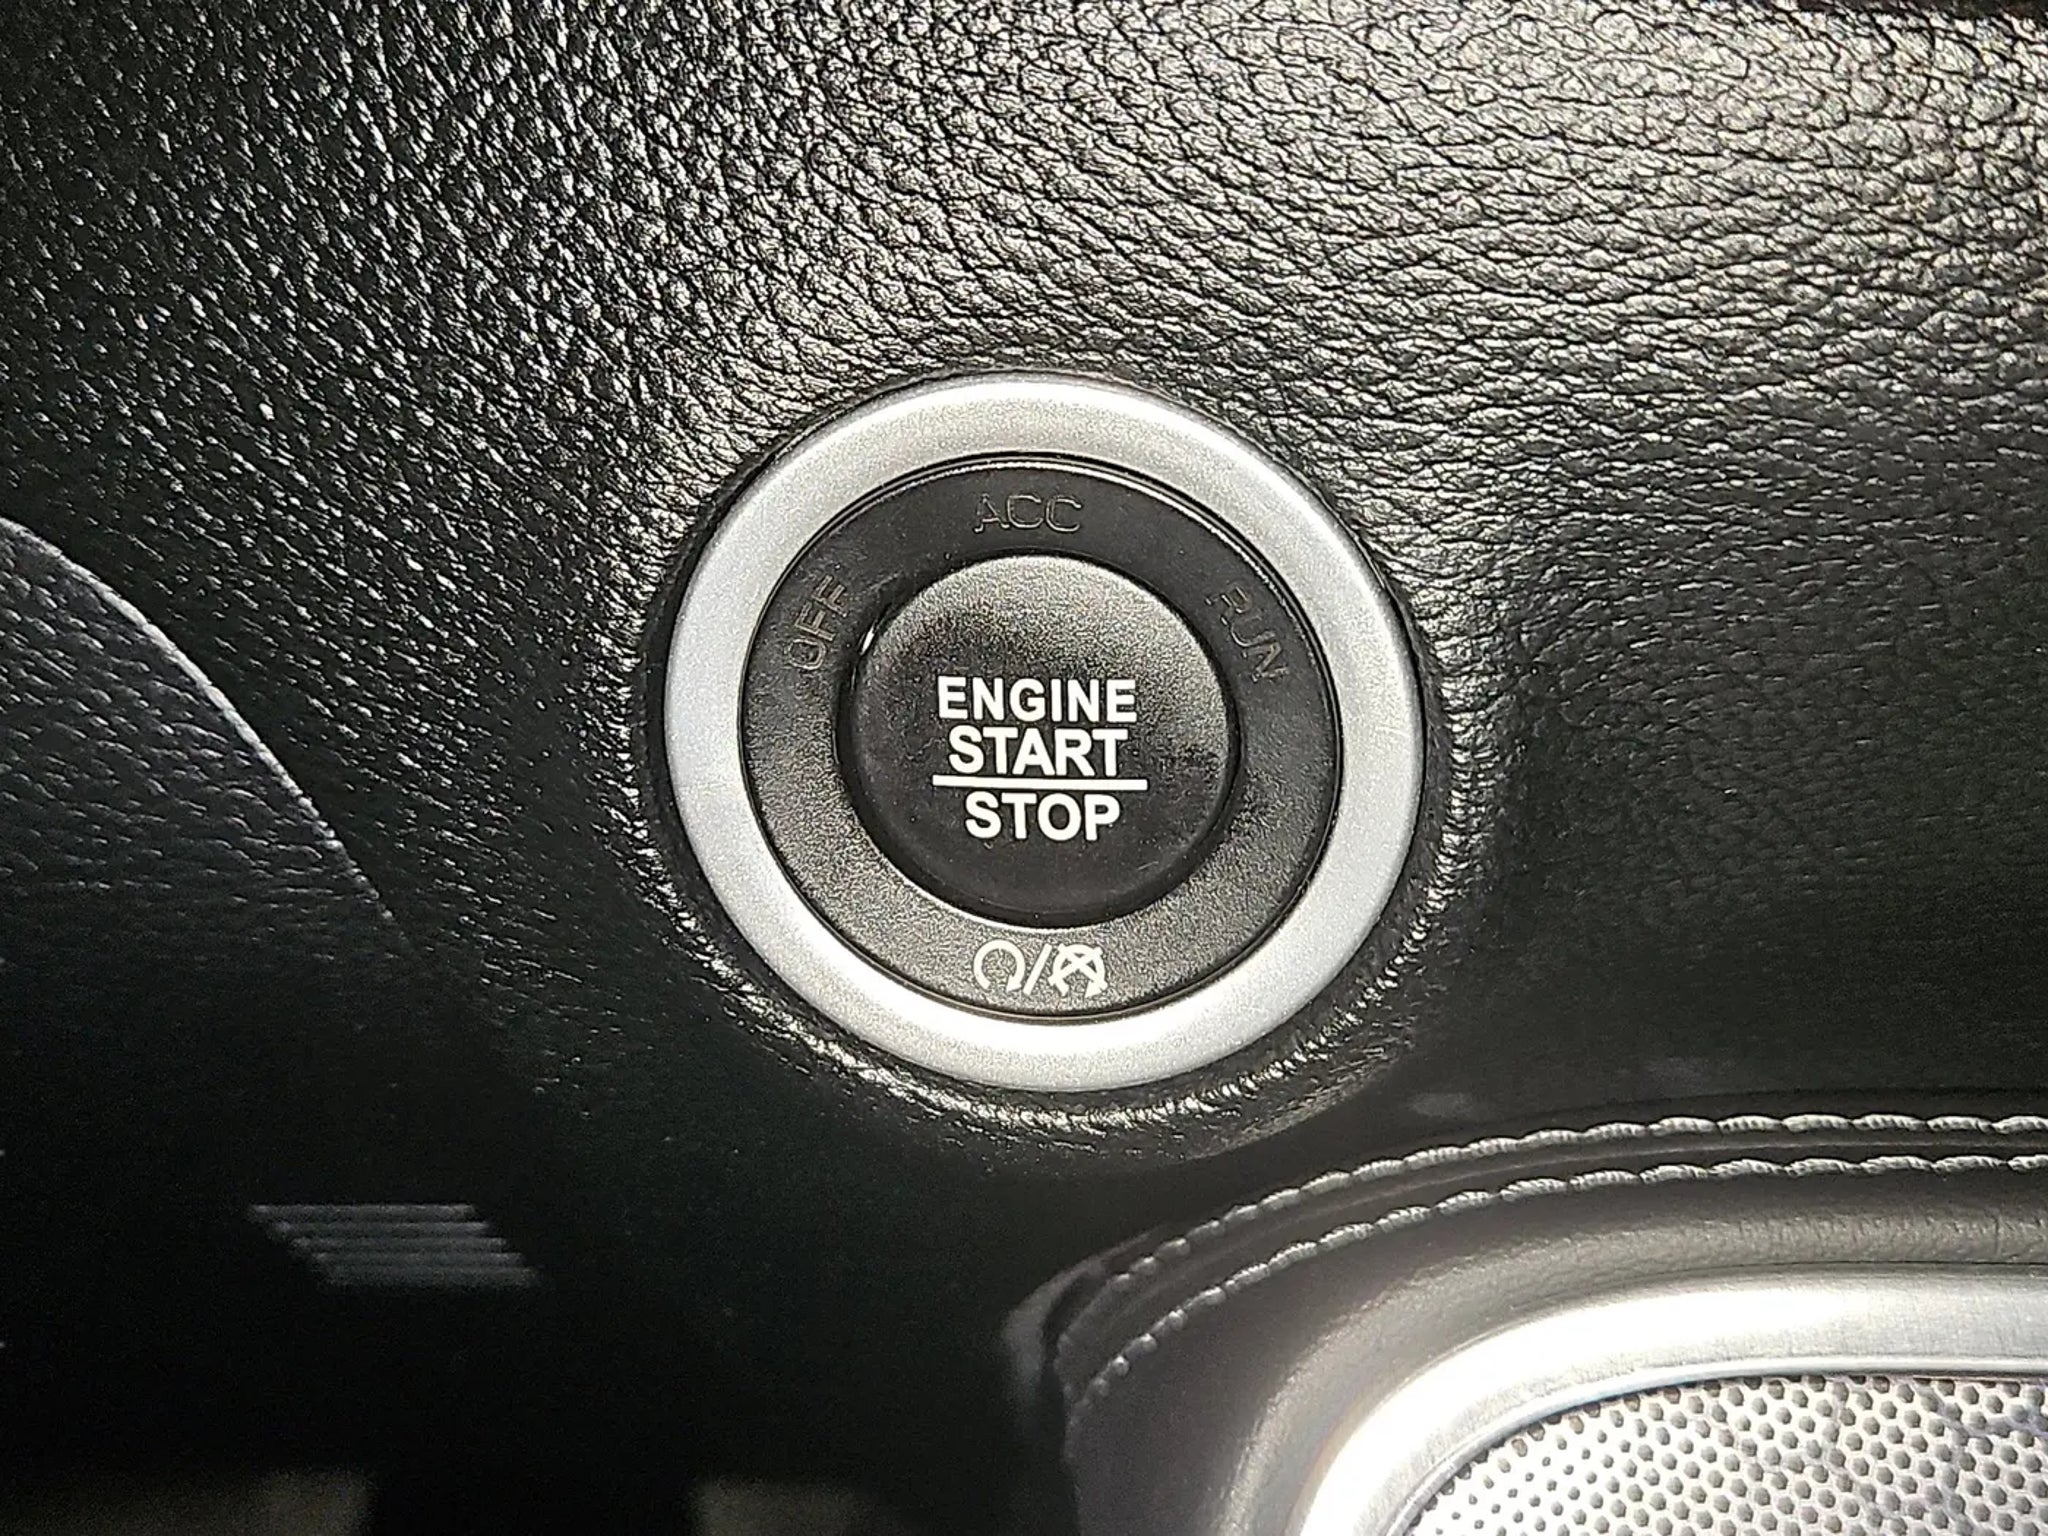 ACC
OFF
RUN
ENGINE
START
STOP